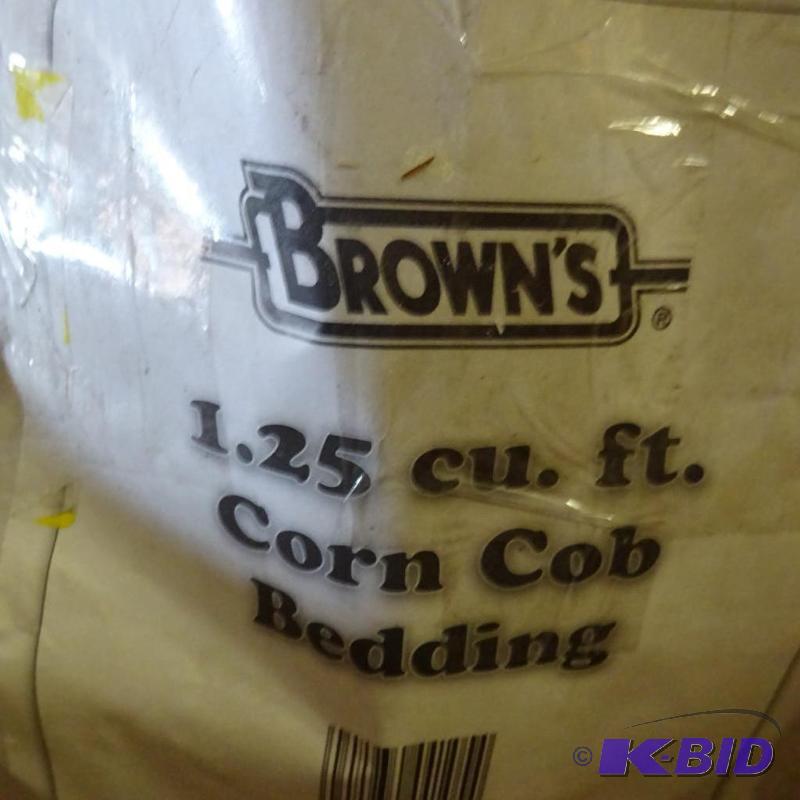 BROWN'S
®
1.25 cu. ft.
Corn Cob
Bedding
© K-BID